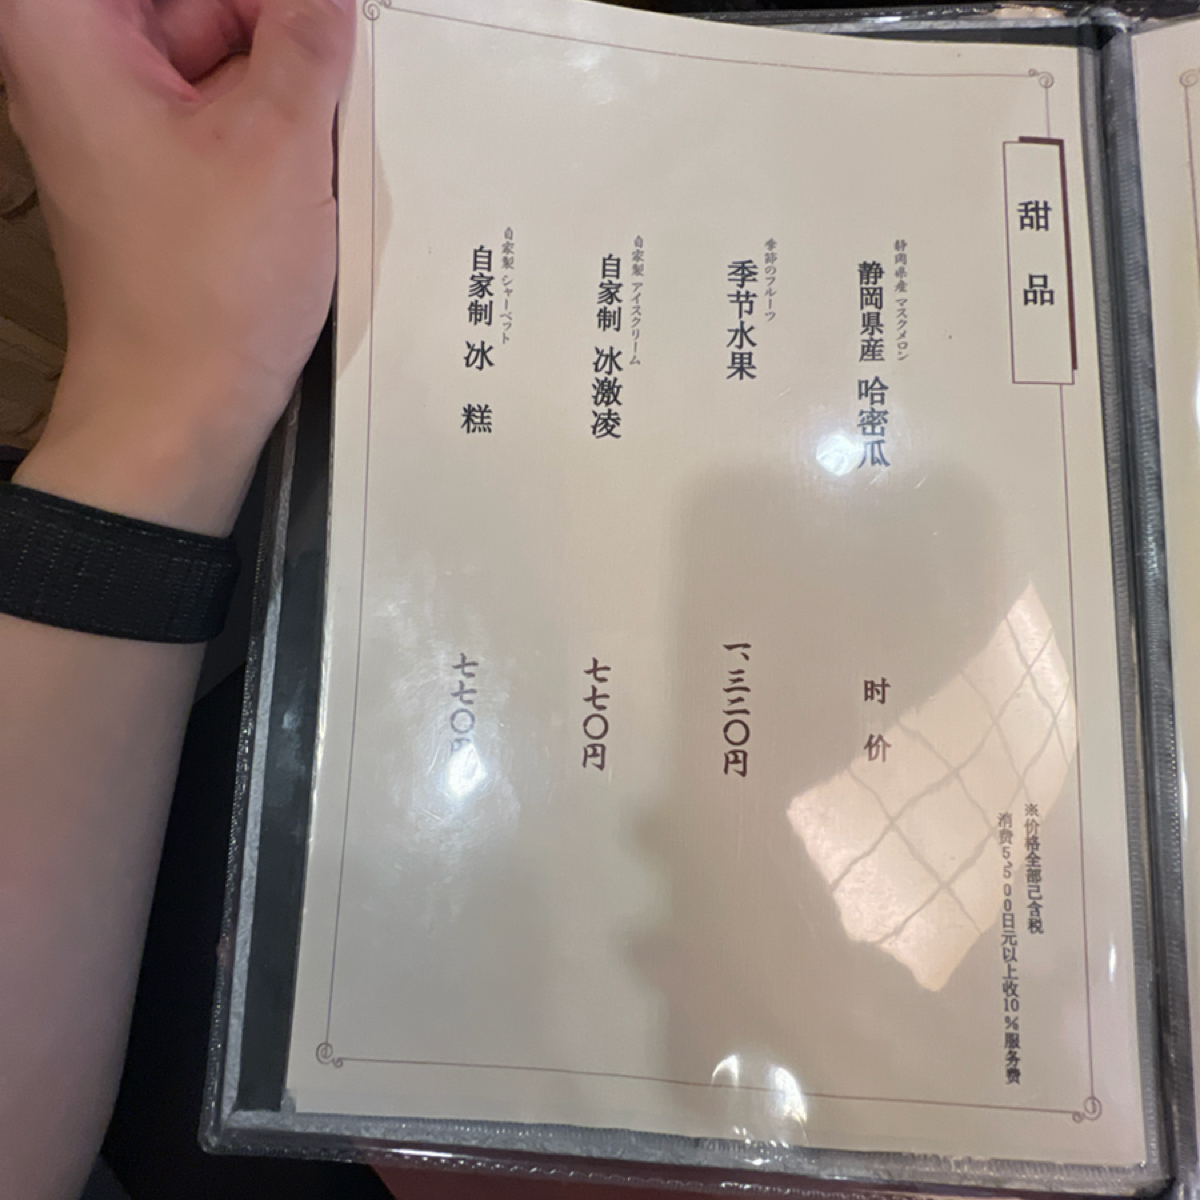 甜品
※价格全部已含税
消费5,500日元以上收10%服务费
静岡県産 マスクメロン
静岡県産 哈密瓜
时价
季節のフルーツ
季节水果
一、三二〇円
自家製 アイスクリーム
自家制 冰激凌
七七〇円
自家製 シャーベット
自家制 冰糕
七七〇円